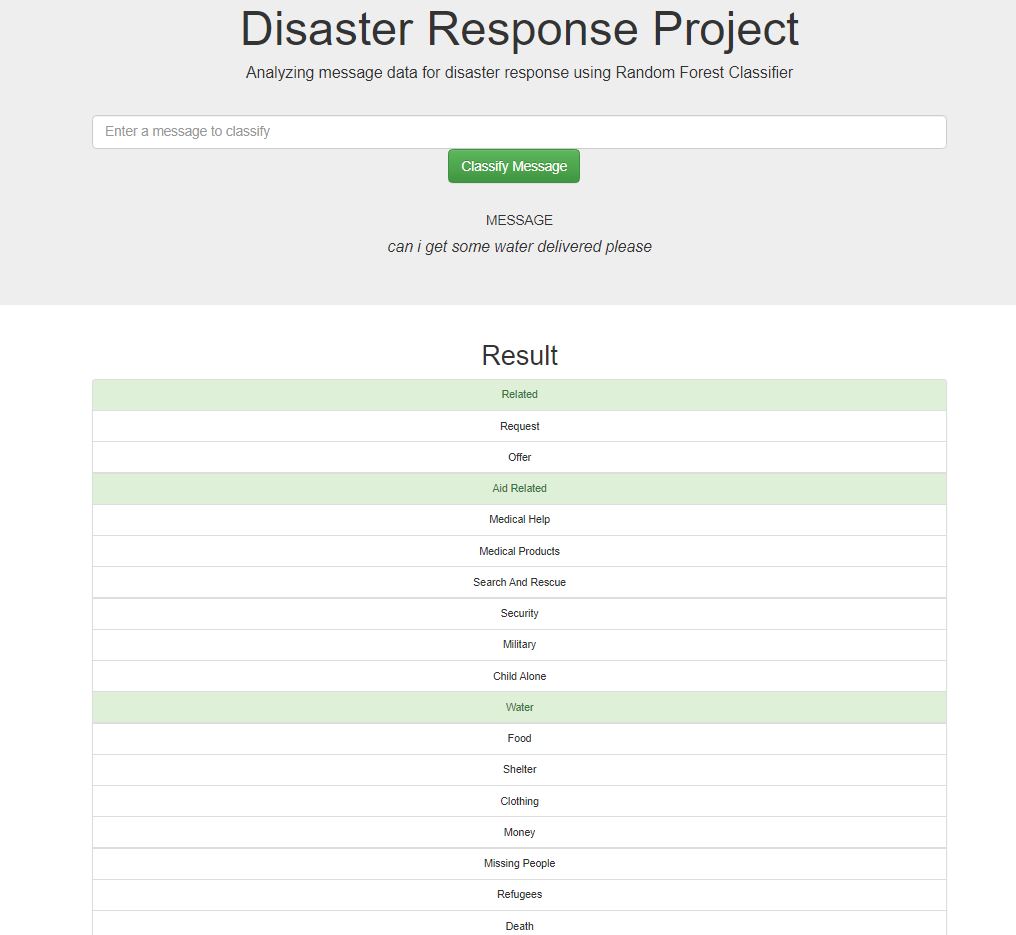 Disaster Response Project
Analyzing message data for disaster response using Random Forest Classifier
Enter a message to classify
Classify Message
MESSAGE
can i get some water delivered please
Result
Related
Request
Offer
Aid Related
Medical Help
Medical Products
Search And Rescue
Security
Military
Child Alone
Water
Food
Shelter
Clothing
Money
Missing People
Refugees
Death